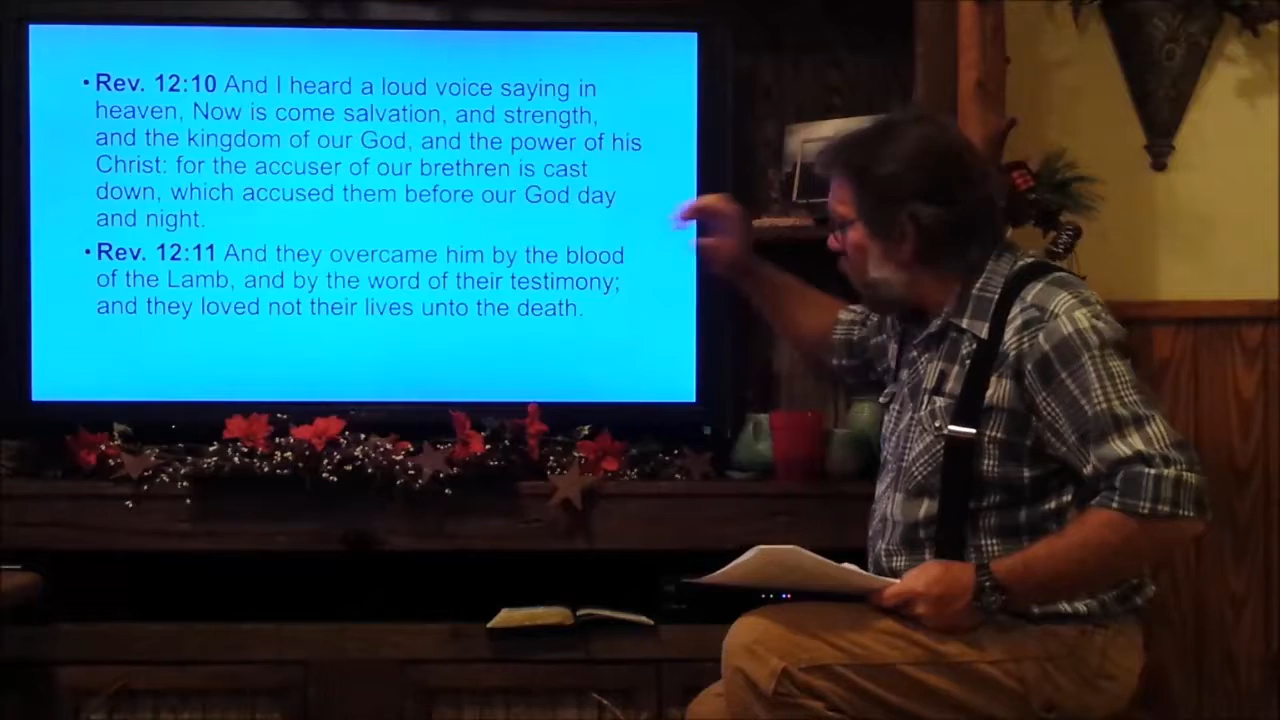 • Rev. 12:10 And I heard a loud voice saying in
heaven, Now is come salvation, and strength,
and the kingdom of our God, and the power of his
Christ: for the accuser of our brethren is cast
down, which accused them before our God day
and night.
• Rev. 12:11 And they overcame him by the blood
of the Lamb, and by the word of their testimony;
and they loved not their lives unto the death.